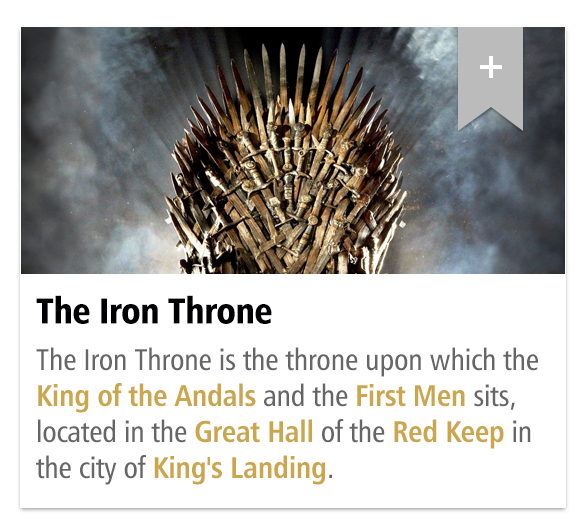 +
The Iron Throne
The Iron Throne is the throne upon which the
King of the Andals and the First Men sits,
located in the Great Hall of the Red Keep in
the city of King's Landing.